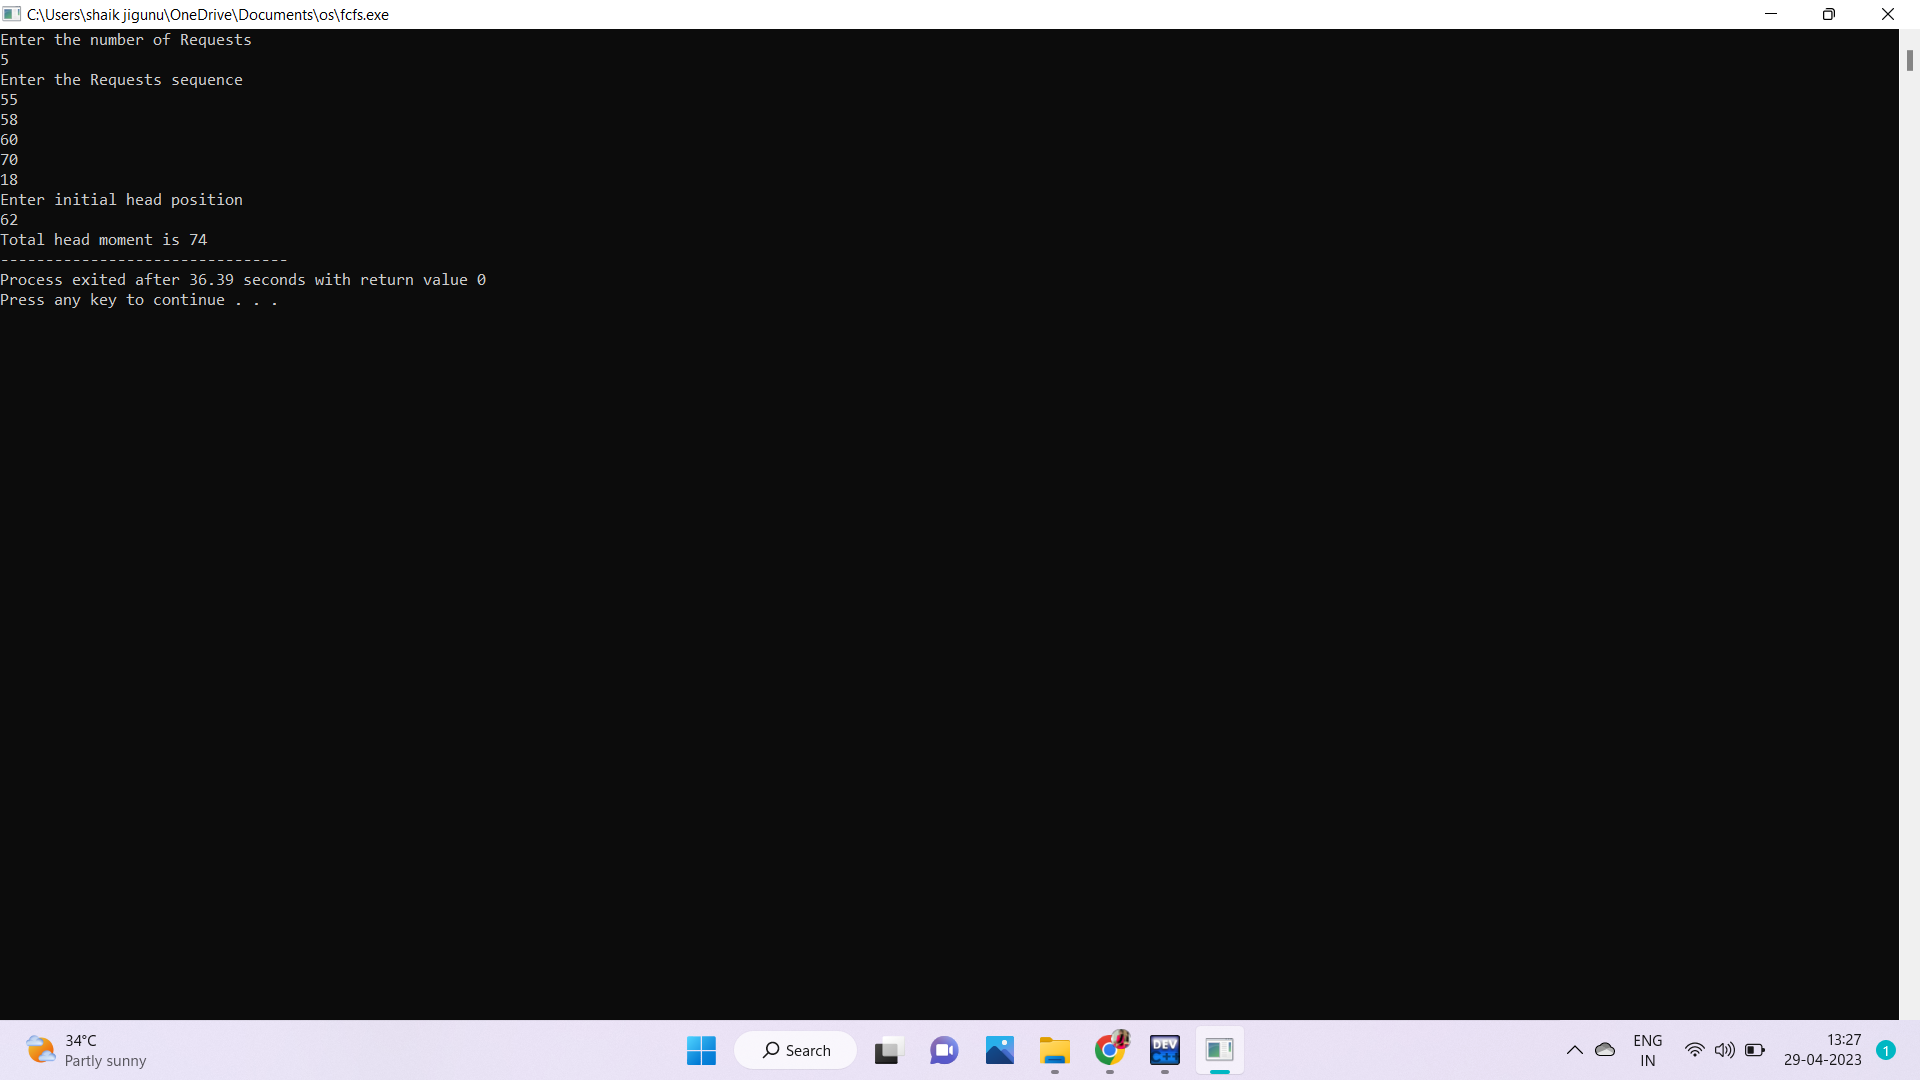 C:\Users\shaik jigunu\OneDrive\Documents\os\fcfs.exe
Enter the number of Requests
5
Enter the Requests sequence
55
58
60
70
18
Enter initial head position
62
Total head moment is 74
--------------------------------
Process exited after 36.39 seconds with return value 0
Press any key to continue . . .
34°C
Partly sunny
Search
DEV
C++
ENG
IN
13:27
29-04-2023
1